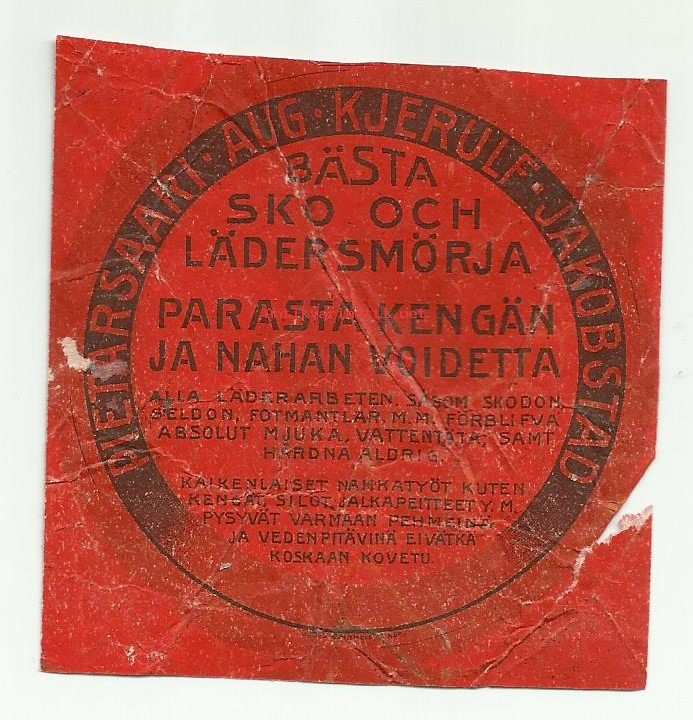 PIETARSAARI · AUG · KJERULF · JAKOBSTAD
BÄSTA
SKO OCH
LÄDERSMÖRJA
PARASTA KENGÄN
JA NAHAN VOIDETTA
ALLA LÄDERARBETEN, SÅSOM SKODON,
SELDON, FOTMANTLAR, M.M. FÖRBLIFVA
ABSOLUT MJUKA, VATTENTÄTA, SAMT
HÅRDNA ALDRIG.
KAIKENLAISET NAHKATYÖT KUTEN
KENGÄT, SILOT, JALKAPEITTEET Y. M.
PYSYVÄT VARMAAN PEHMEINÄ
JA VEDENPITÄVINÄ EIVÄTKÄ
KOSKAAN KOVETU.